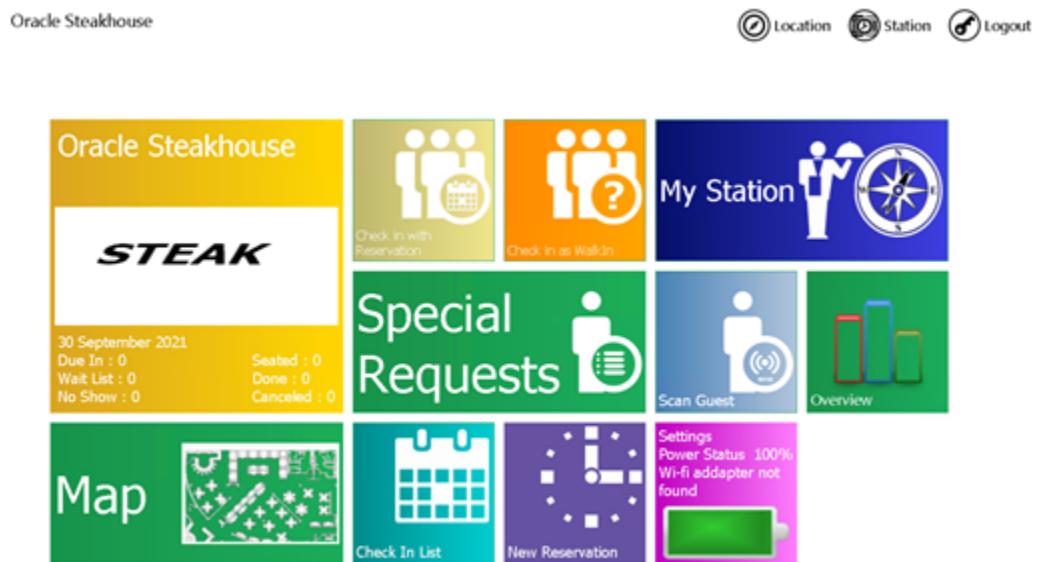 Oracle Steakhouse
Location
Station
Logout
Oracle Steakhouse
STEAK
30 September 2021
Due In : 0
Seated : 0
Wait List : 0
Done : 0
No Show : 0
Canceled : 0
Check in with
Reservation
?
Check in as WalkIn
My Station
N
E
S
W
Special
Requests
Scan Guest
Overview
Map
Check In List
New Reservation
Settings
Power Status 100%
Wi-fi addapter not
found